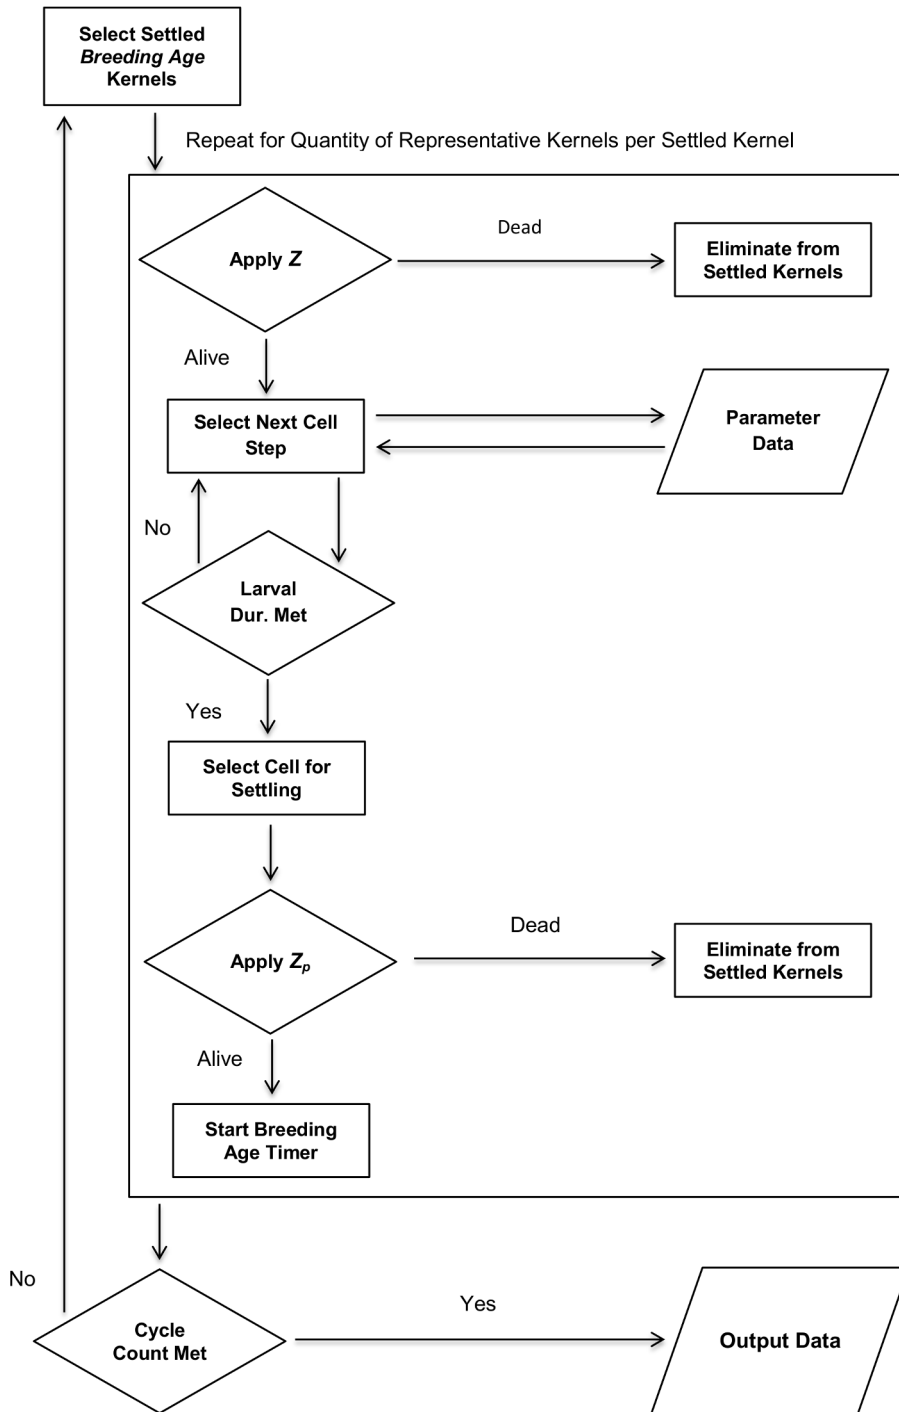 Select Settled
Breeding Age
Kernels
Repeat for Quantity of Representative Kernels per Settled Kernel
Apply Z
Dead
Eliminate from
Settled Kernels
Alive
Select Next Cell
Step
Parameter
Data
No
Larval
Dur. Met
Yes
Select Cell for
Settling
Apply Zp
Dead
Eliminate from
Settled Kernels
Alive
Start Breeding
Age Timer
No
Cycle
Count Met
Yes
Output Data